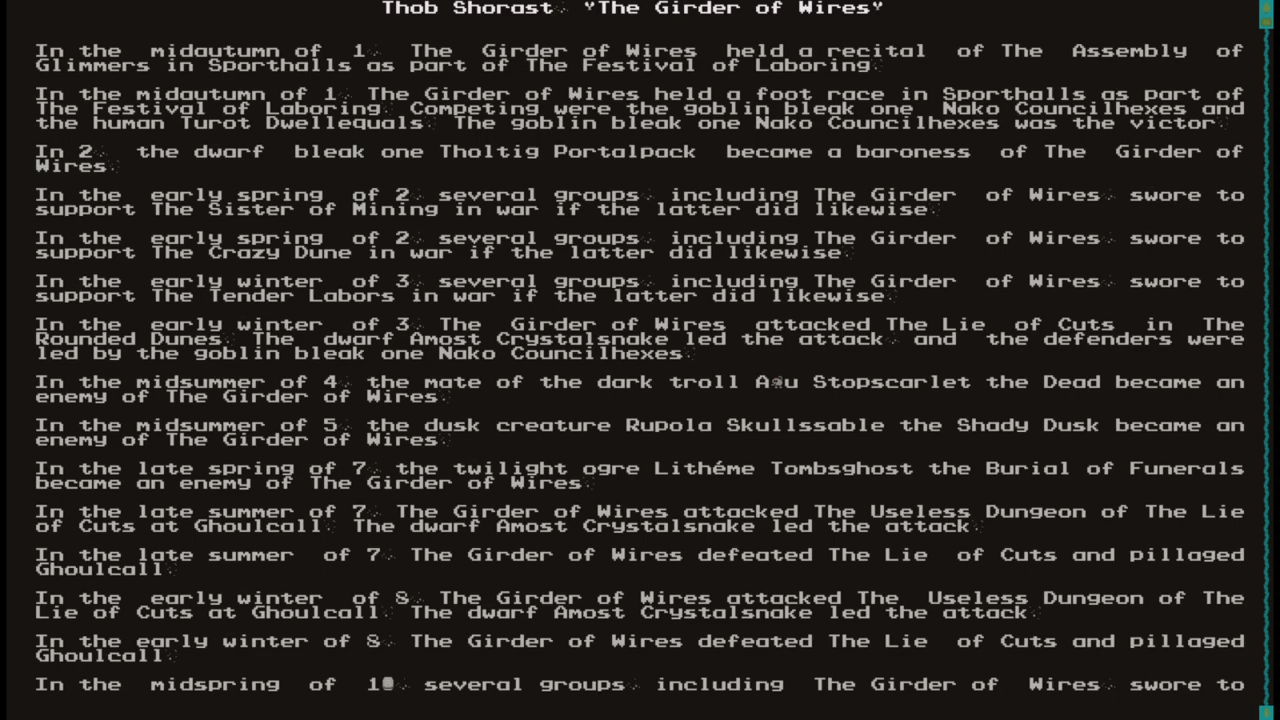 Thob Shorast, "The Girder of Wires"
In the midautumn of 1, The Girder of Wires held a recital of The Assembly of
Glimmers in Sporthalls as part of The Festival of Laboring.
In the midautumn of 1, The Girder of Wires held a foot race in Sporthalls as part of
The Festival of Laboring. Competing were the goblin bleak one Nako Councilhexes and
the human Turot Dwellequals. The goblin bleak one Nako Councilhexes was the victor.
In 2, the dwarf bleak one Tholtig Portalpack became a baroness of The Girder of
Wires.
In the early spring of 2, several groups, including The Girder of Wires, swore to
support The Sister of Mining in war if the latter did likewise.
In the early spring of 2, several groups, including The Girder of Wires, swore to
support The Crazy Dune in war if the latter did likewise.
In the early winter of 3, several groups, including The Girder of Wires, swore to
support The Tender Labors in war if the latter did likewise.
In the early winter of 3, The Girder of Wires attacked The Lie of Cuts in The
Rounded Dunes. The dwarf Amost Crystalsnake led the attack, and the defenders were
led by the goblin bleak one Nako Councilhexes.
In the midsummer of 4, the mate of the dark troll Stopscarlet the Dead became an
enemy of The Girder of Wires.
In the midsummer of 5, the dusk creature Rupola Skullssable the Shady Dusk became an
enemy of The Girder of Wires.
In the late spring of 7, the twilight ogre Lithéme Tombsghost the Burial of Funerals
became an enemy of The Girder of Wires.
In the late summer of 7, The Girder of Wires attacked The Useless Dungeon of The Lie
of Cuts at Ghoulcall. The dwarf Amost Crystalsnake led the attack.
In the late summer of 7, The Girder of Wires defeated The Lie of Cuts and pillaged
Ghoulcall.
In the early winter of 8, The Girder of Wires attacked The Useless Dungeon of The
Lie of Cuts at Ghoulcall. The dwarf Amost Crystalsnake led the attack.
In the early winter of 8, The Girder of Wires defeated The Lie of Cuts and pillaged
Ghoulcall.
In the midspring of 10, several groups, including The Girder of Wires, swore to